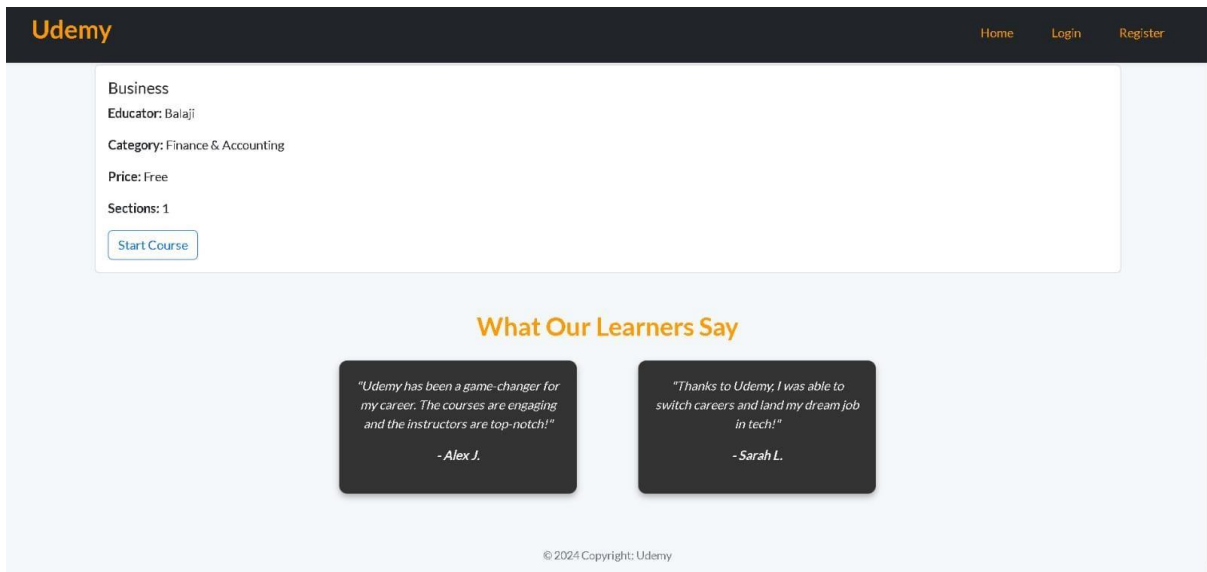 Udemy
Home Login Register
Business
Educator: Balaji
Category: Finance & Accounting
Price: Free
Sections: 1
Start Course
What Our Learners Say
"Udemy has been a game-changer for
my career. The courses are engaging
and the instructors are top-notch!"
- Alex J.
"Thanks to Udemy, I was able to
switch careers and land my dream job
in tech!"
- Sarah L.
© 2024 Copyright: Udemy